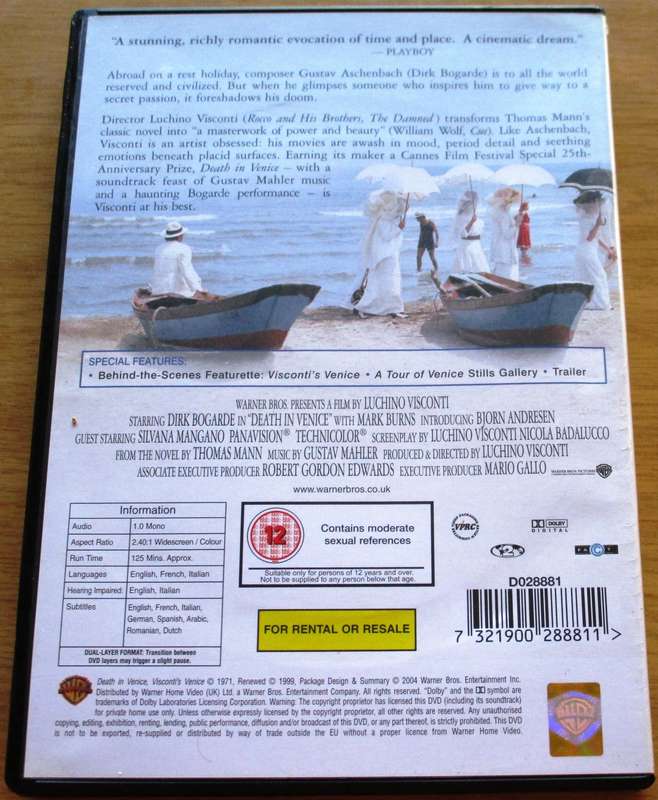 "A stunning, richly romantic evocation of time and place. A cinematic dream."
— PLAYBOY
Abroad on a rest holiday, composer Gustav Aschenbach (Dirk Bogarde) is to all the world
reserved and civilized. But when he glimpses someone who inspires him to give way to a
secret passion, it foreshadows his doom.
Director Luchino Visconti (Rocco and His Brothers, The Damned) transforms Thomas Mann's
classic novel into "a masterwork of power and beauty" (William Wolf, Cue). Like Aschenbach,
Visconti is an artist obsessed: his movies are awash in mood, period detail and seething
emotions beneath placid surfaces. Earning its maker a Cannes Film Festival Special 25th-
Anniversary Prize, Death in Venice – with a
soundtrack feast of Gustav Mahler music
and a haunting Bogarde performance – is
Visconti at his best.
SPECIAL FEATURES:
• Behind-the-Scenes Featurette: Visconti's Venice • A Tour of Venice Stills Gallery • Trailer
WARNER BROS. PRESENTS A FILM BY LUCHINO VISCONTI
STARRING DIRK BOGARDE IN "DEATH IN VENICE" WITH MARK BURNS INTRODUCING BJORN ANDRESEN
GUEST STARRING SILVANA MANGANO PANAVISION® TECHNICOLOR® SCREENPLAY BY LUCHINO VISCONTI NICOLA BADALUCCO
FROM THE NOVEL BY THOMAS MANN MUSIC BY GUSTAV MAHLER PRODUCED & DIRECTED BY LUCHINO VISCONTI
ASSOCIATE EXECUTIVE PRODUCER ROBERT GORDON EDWARDS EXECUTIVE PRODUCER MARIO GALLO
WARNER BROS. PICTURES
www.warnerbros.co.uk
Information
Audio 1.0 Mono
Aspect Ratio 2.40:1 Widescreen / Colour
Run Time 125 Mins. Approx.
Languages English, French, Italian
Hearing Impaired: English, Italian
Subtitles English, French, Italian,
German, Spanish, Arabic,
Romanian, Dutch
DUAL-LAYER FORMAT: Transition between
DVD layers may trigger a slight pause.
12
Contains moderate
sexual references
Suitable only for persons of 12 years and over.
Not to be supplied to any person below that age.
FOR RENTAL OR RESALE
VPRC
DOLBY
DIGITAL
2
FACT
D028881
7 321900 288811 >
Death in Venice, Visconti's Venice © 1971, Renewed © 1999, Package Design & Summary © 2004 Warner Bros. Entertainment Inc.
Distributed by Warner Home Video (UK) Ltd. a Warner Bros. Entertainment Company. All rights reserved. "Dolby" and the symbol are
trademarks of Dolby Laboratories Licensing Corporation. Warning: The copyright proprietor has licensed this DVD (including its soundtrack)
for private home use only. Unless otherwise expressly licensed by the copyright proprietor, all other rights are reserved. Any unauthorised
copying, editing, exhibition, renting, lending, public performance, diffusion and/or broadcast of this DVD, or any part thereof, is strictly prohibited. This DVD
is not to be exported, re-supplied or distributed by way of trade outside the EU without a proper licence from Warner Home Video.